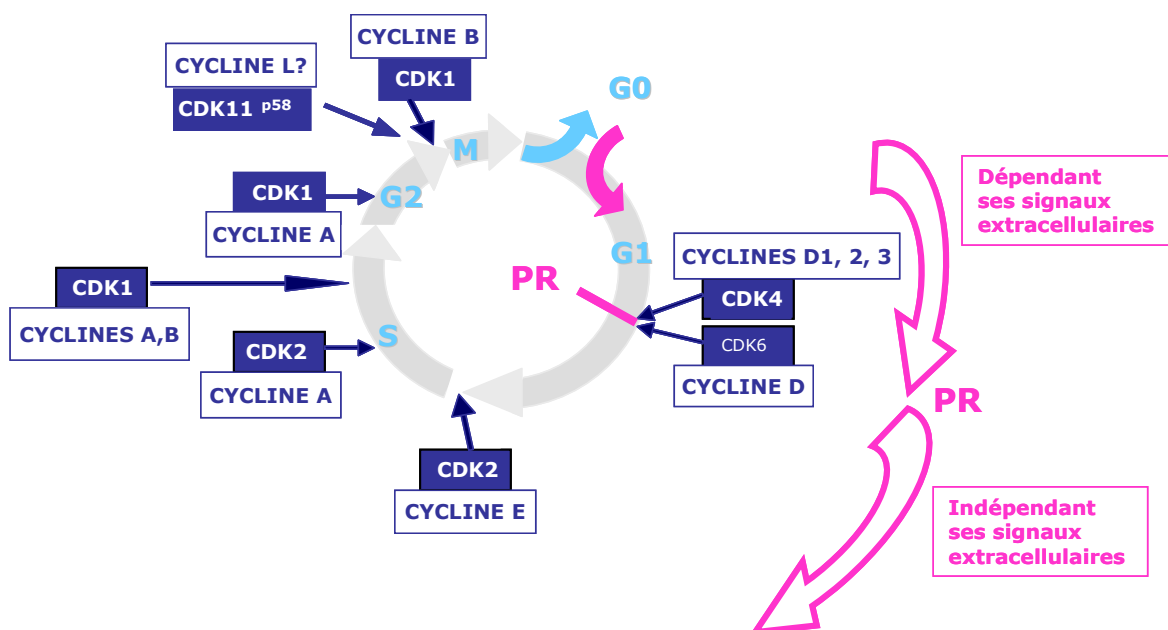 CYCLINE B
CDK1
CYCLINE L?
CDK11 p58
G0
M
CDK1
CYCLINE A
G2
Dépendant
ses signaux
extracellulaires
G1
CYCLINES D1, 2, 3
CDK4
PR
CDK1
CYCLINES A,B
S
CDK2
CYCLINE A
CDK6
CYCLINE D
PR
CDK2
CYCLINE E
Indépendant
ses signaux
extracellulaires